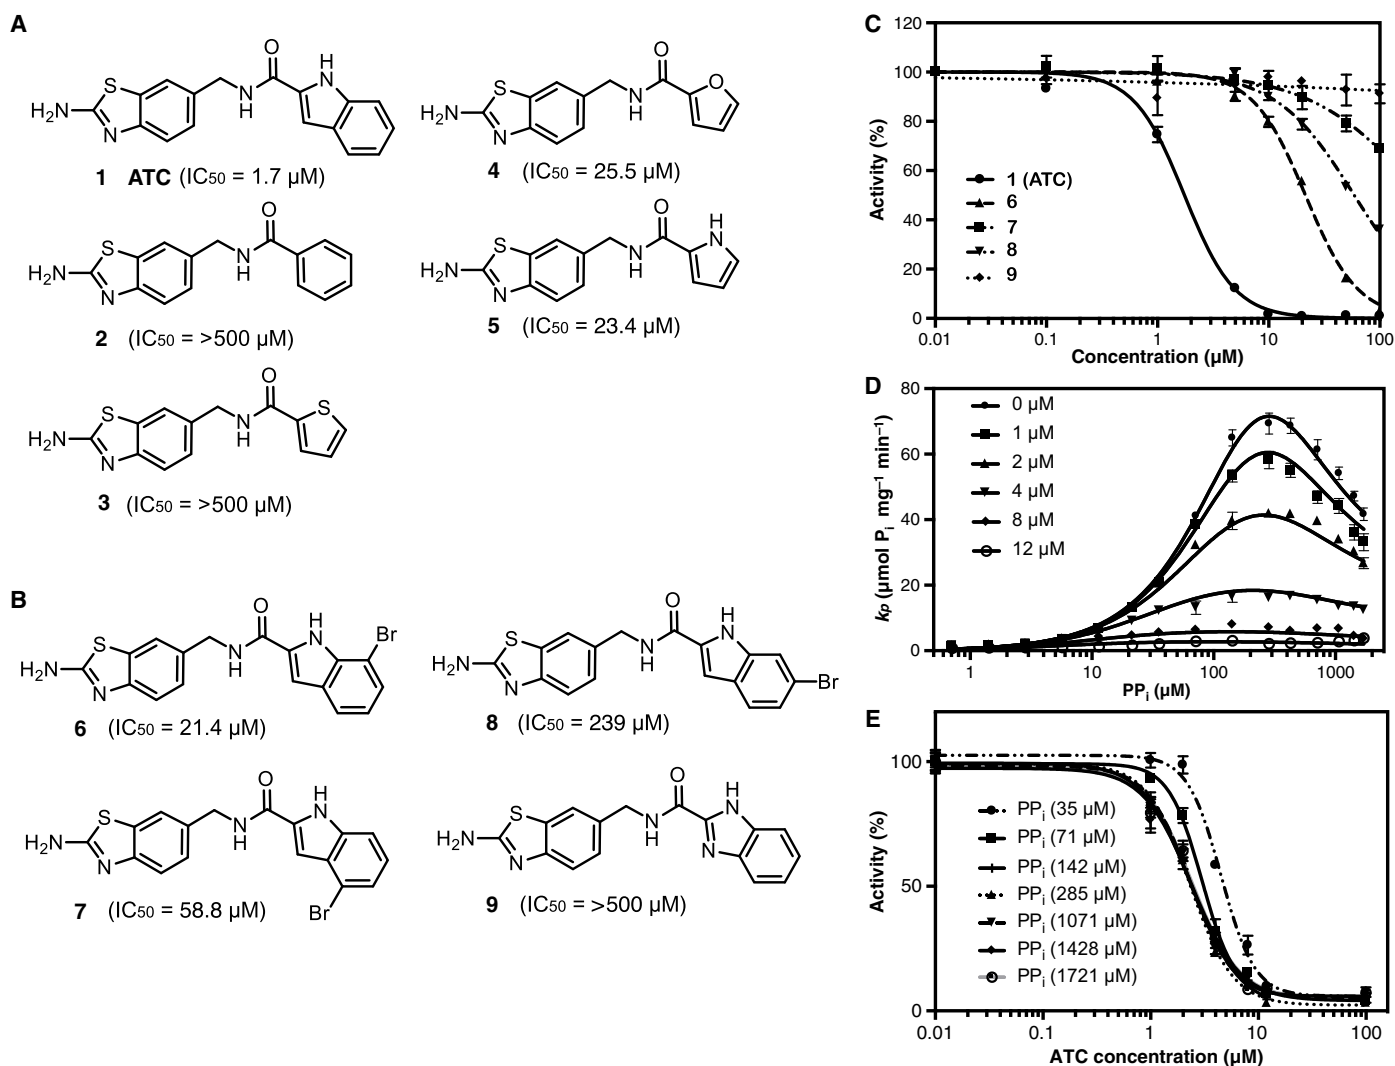 A
S
H₂N
N
O
N
H
H
N
1 ATC (IC50 = 1.7 µM)
S
H₂N
N
O
N
H
O
4 (IC50 = 25.5 µM)
S
H₂N
N
O
N
H
2 (IC50 = >500 µM)
S
H₂N
N
O
N
H
H
N
5 (IC50 = 23.4 µM)
S
H₂N
N
O
N
H
S
3 (IC50 = >500 µM)
B
S
H₂N
N
O
N
H
H
N
Br
6 (IC50 = 21.4 µM)
S
H₂N
N
O
N
H
H
N
Br
8 (IC50 = 239 µM)
S
H₂N
N
O
N
H
H
N
Br
7 (IC50 = 58.8 µM)
S
H₂N
N
O
N
H
H
N
N
9 (IC50 = >500 µM)
C
120
100
80
60
40
20
0
Activity (%)
1 (ATC)
6
7
8
9
0.01 0.1 1 10 100
Concentration (µM)
D
80
60
40
20
0
kp (µmol Pi mg–1 min–1)
0 µM
1 µM
2 µM
4 µM
8 µM
12 µM
1 10 100 1000
PPi (µM)
E
100
50
0
Activity (%)
PPi (35 µM)
PPi (71 µM)
PPi (142 µM)
PPi (285 µM)
PPi (1071 µM)
PPi (1428 µM)
PPi (1721 µM)
0.01 0.1 1 10 100
ATC concentration (µM)